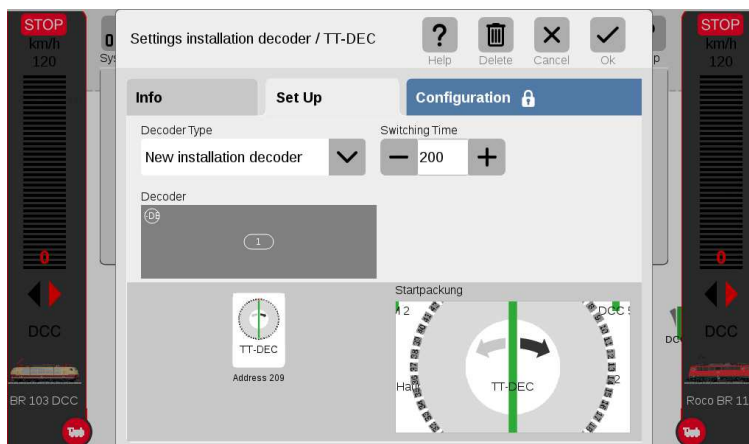 STOP
km/h
120
0
DCC
BR 103 DCC
Settings installation decoder / TT-DEC
?
Help
Delete
Cancel
Ok
Info
Set Up
Configuration
Decoder Type
New installation decoder
Switching Time
200
Decoder
1
TT-DEC
Address 209
Startpackung
TT-DEC
STOP
km/h
120
0
DCC
Roco BR 11